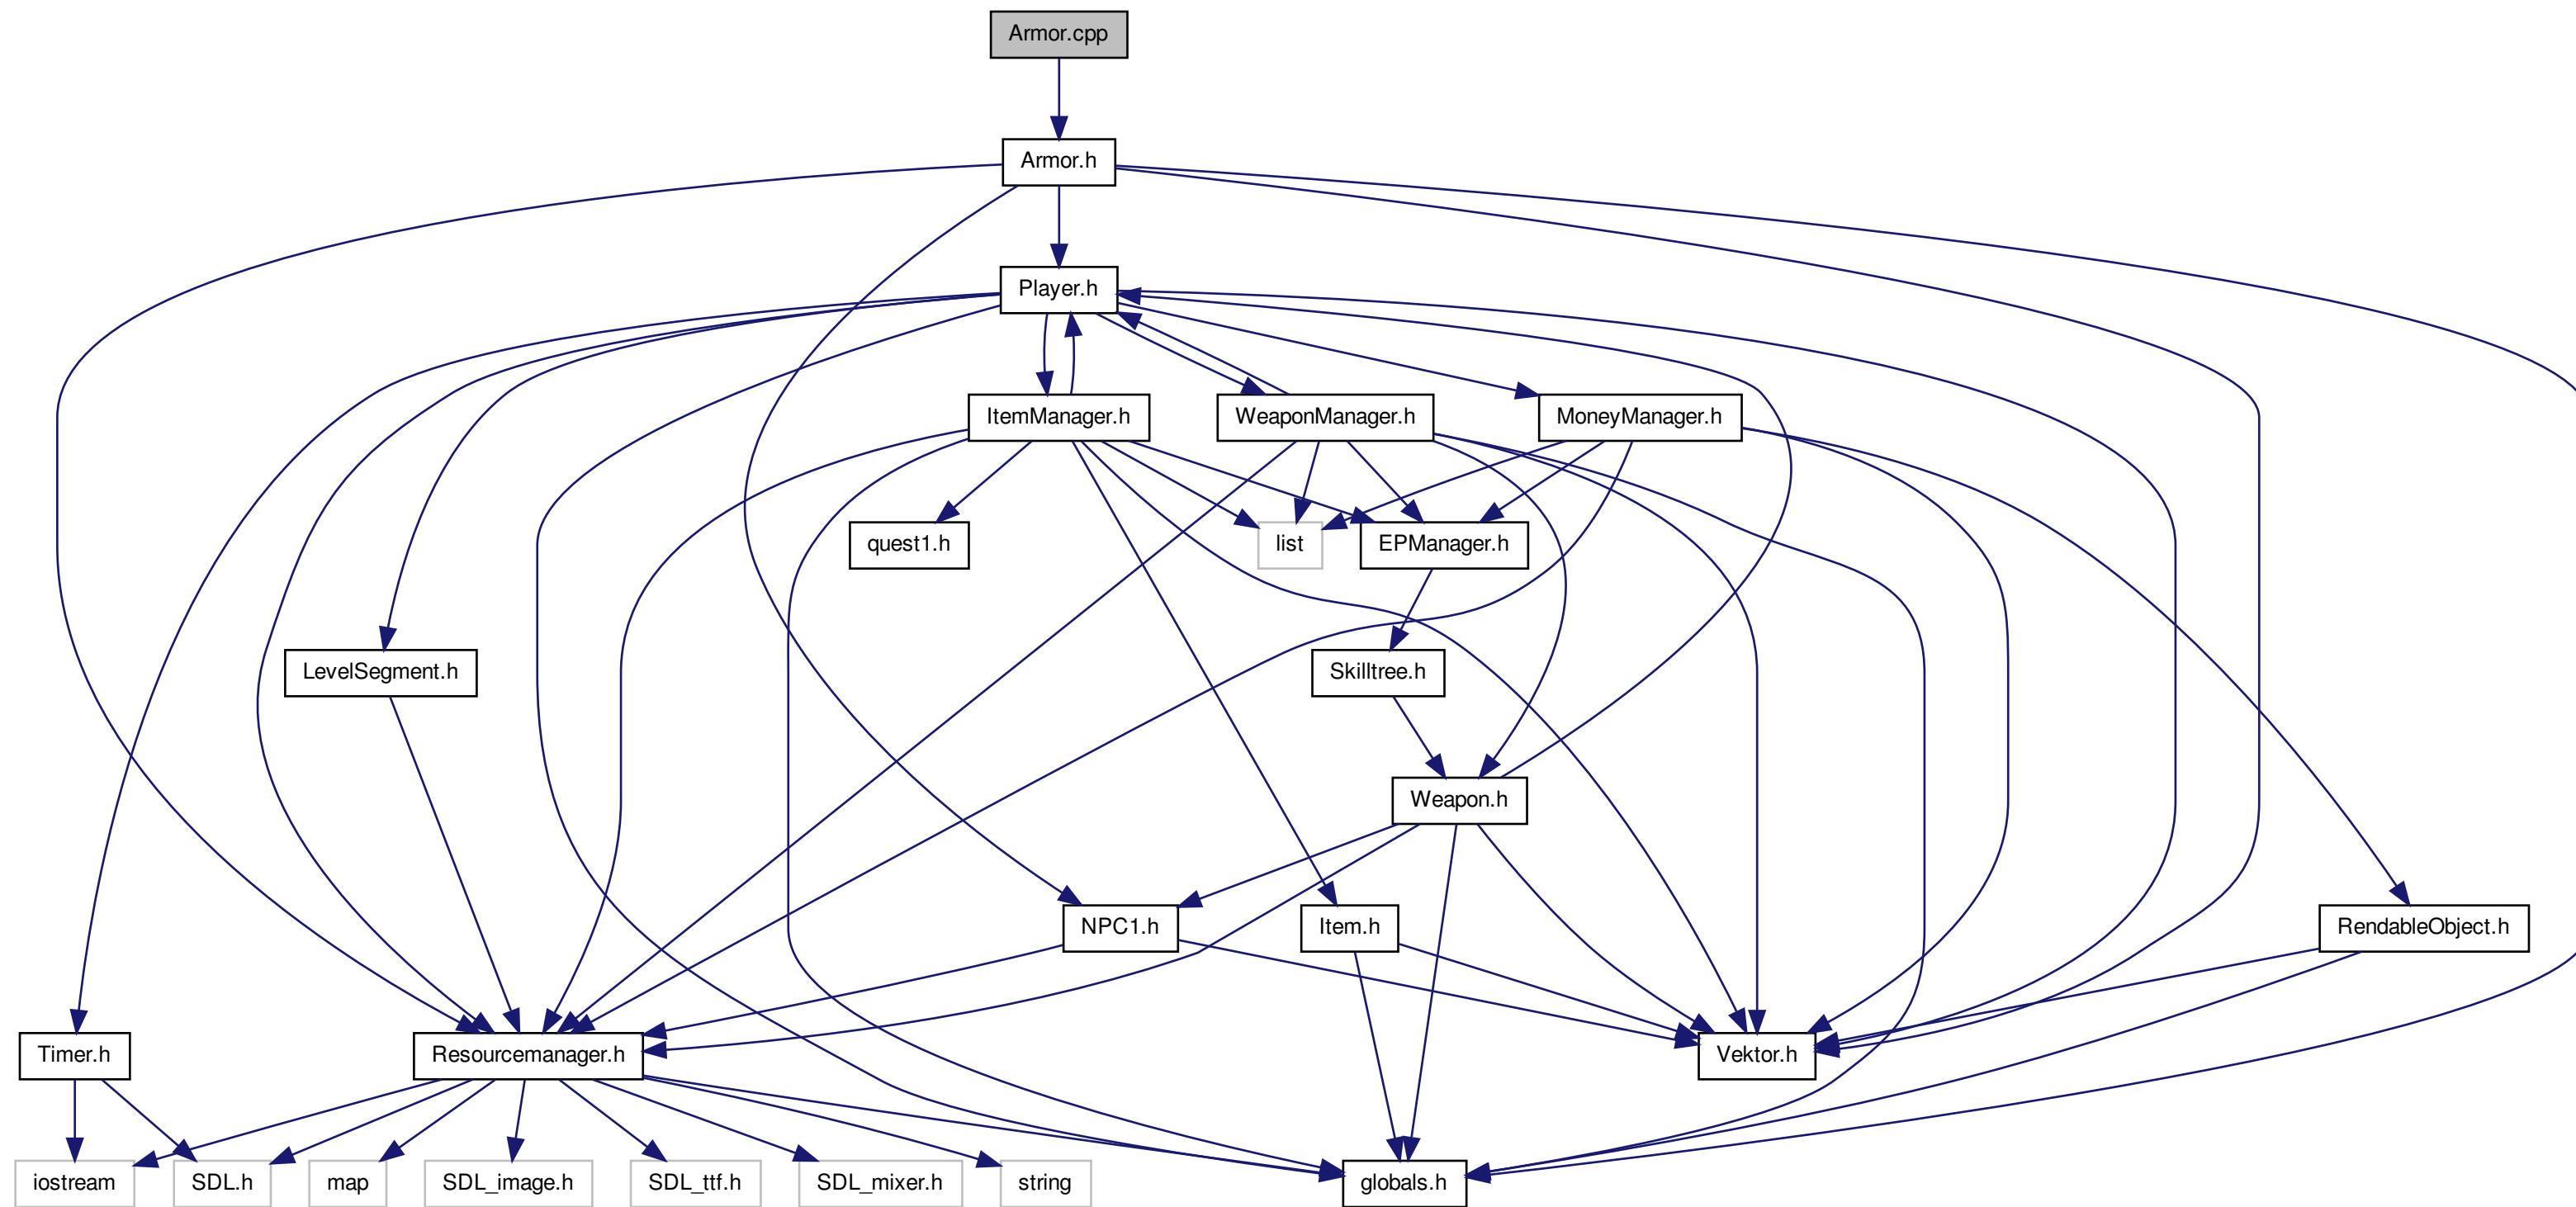 Armor.cpp
Armor.h
Player.h
ItemManager.h
WeaponManager.h
MoneyManager.h
quest1.h
list
EPManager.h
LevelSegment.h
Skilltree.h
Weapon.h
NPC1.h
Item.h
RendableObject.h
Timer.h
Resourcemanager.h
Vektor.h
iostream
SDL.h
map
SDL_image.h
SDL_ttf.h
SDL_mixer.h
string
globals.h